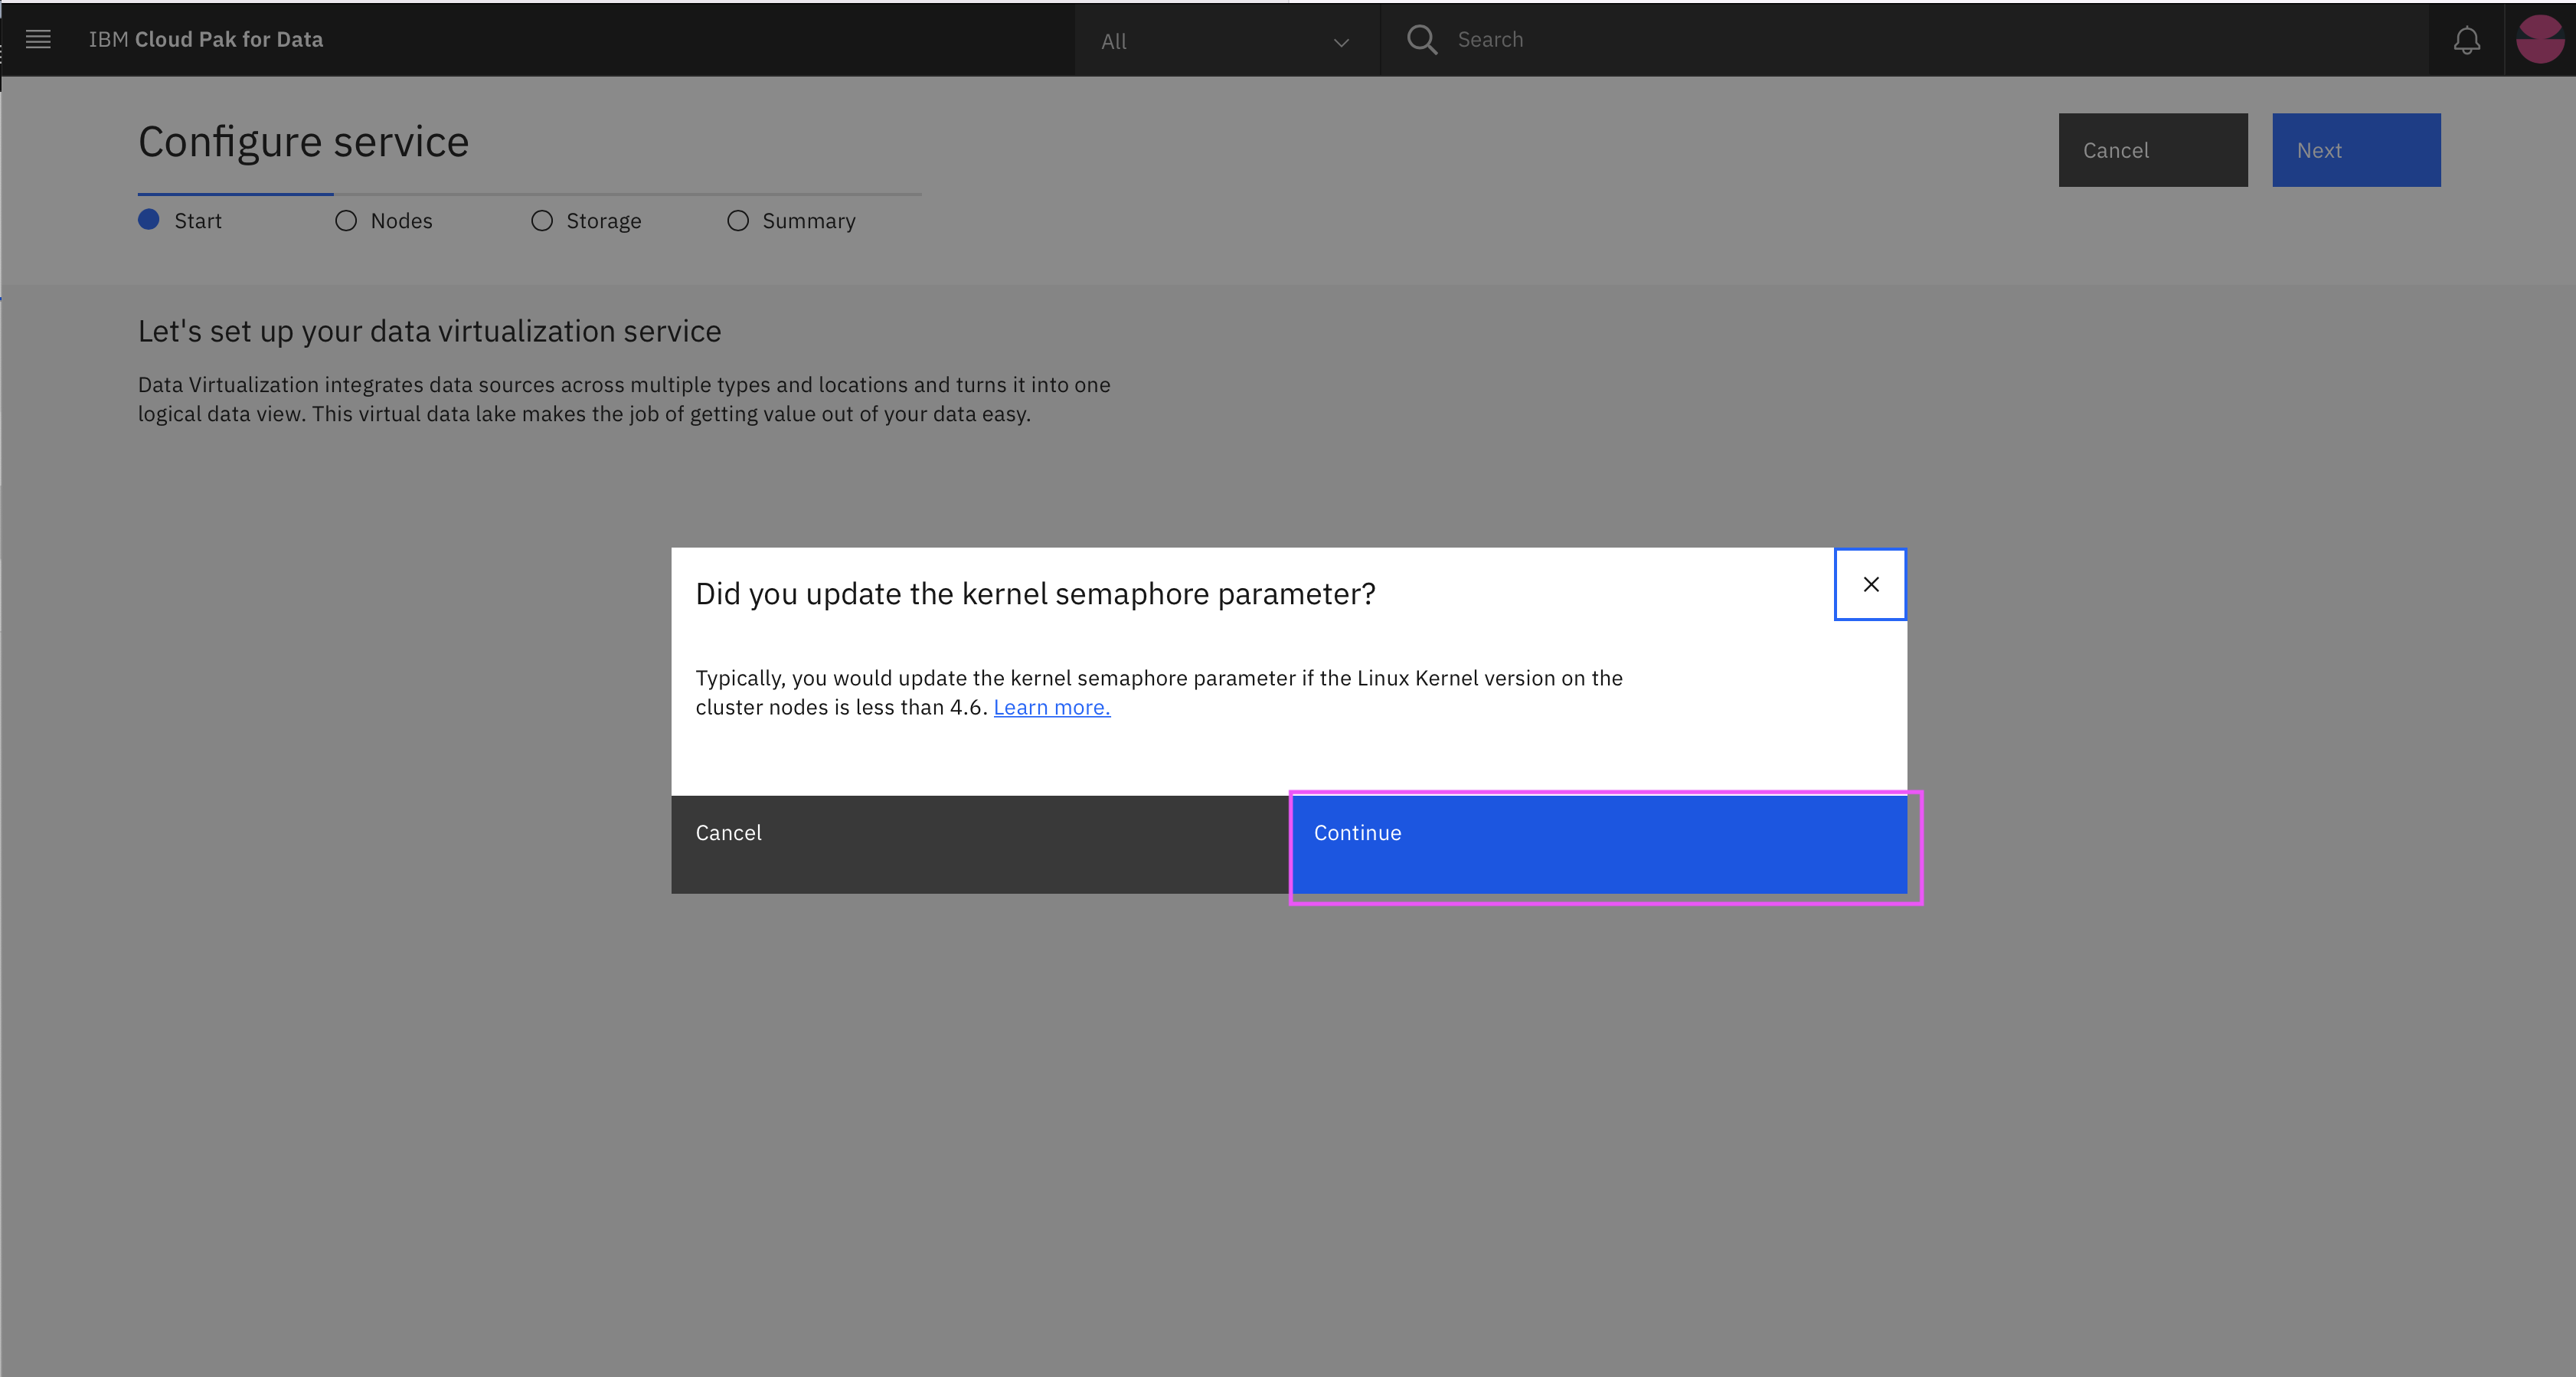 IBM Cloud Pak for Data
All
Search
Configure service
Cancel
Next
Start
Nodes
Storage
Summary
Let's set up your data virtualization service
Data Virtualization integrates data sources across multiple types and locations and turns it into one
logical data view. This virtual data lake makes the job of getting value out of your data easy.
Did you update the kernel semaphore parameter?
Typically, you would update the kernel semaphore parameter if the Linux Kernel version on the
cluster nodes is less than 4.6. Learn more.
Cancel
Continue